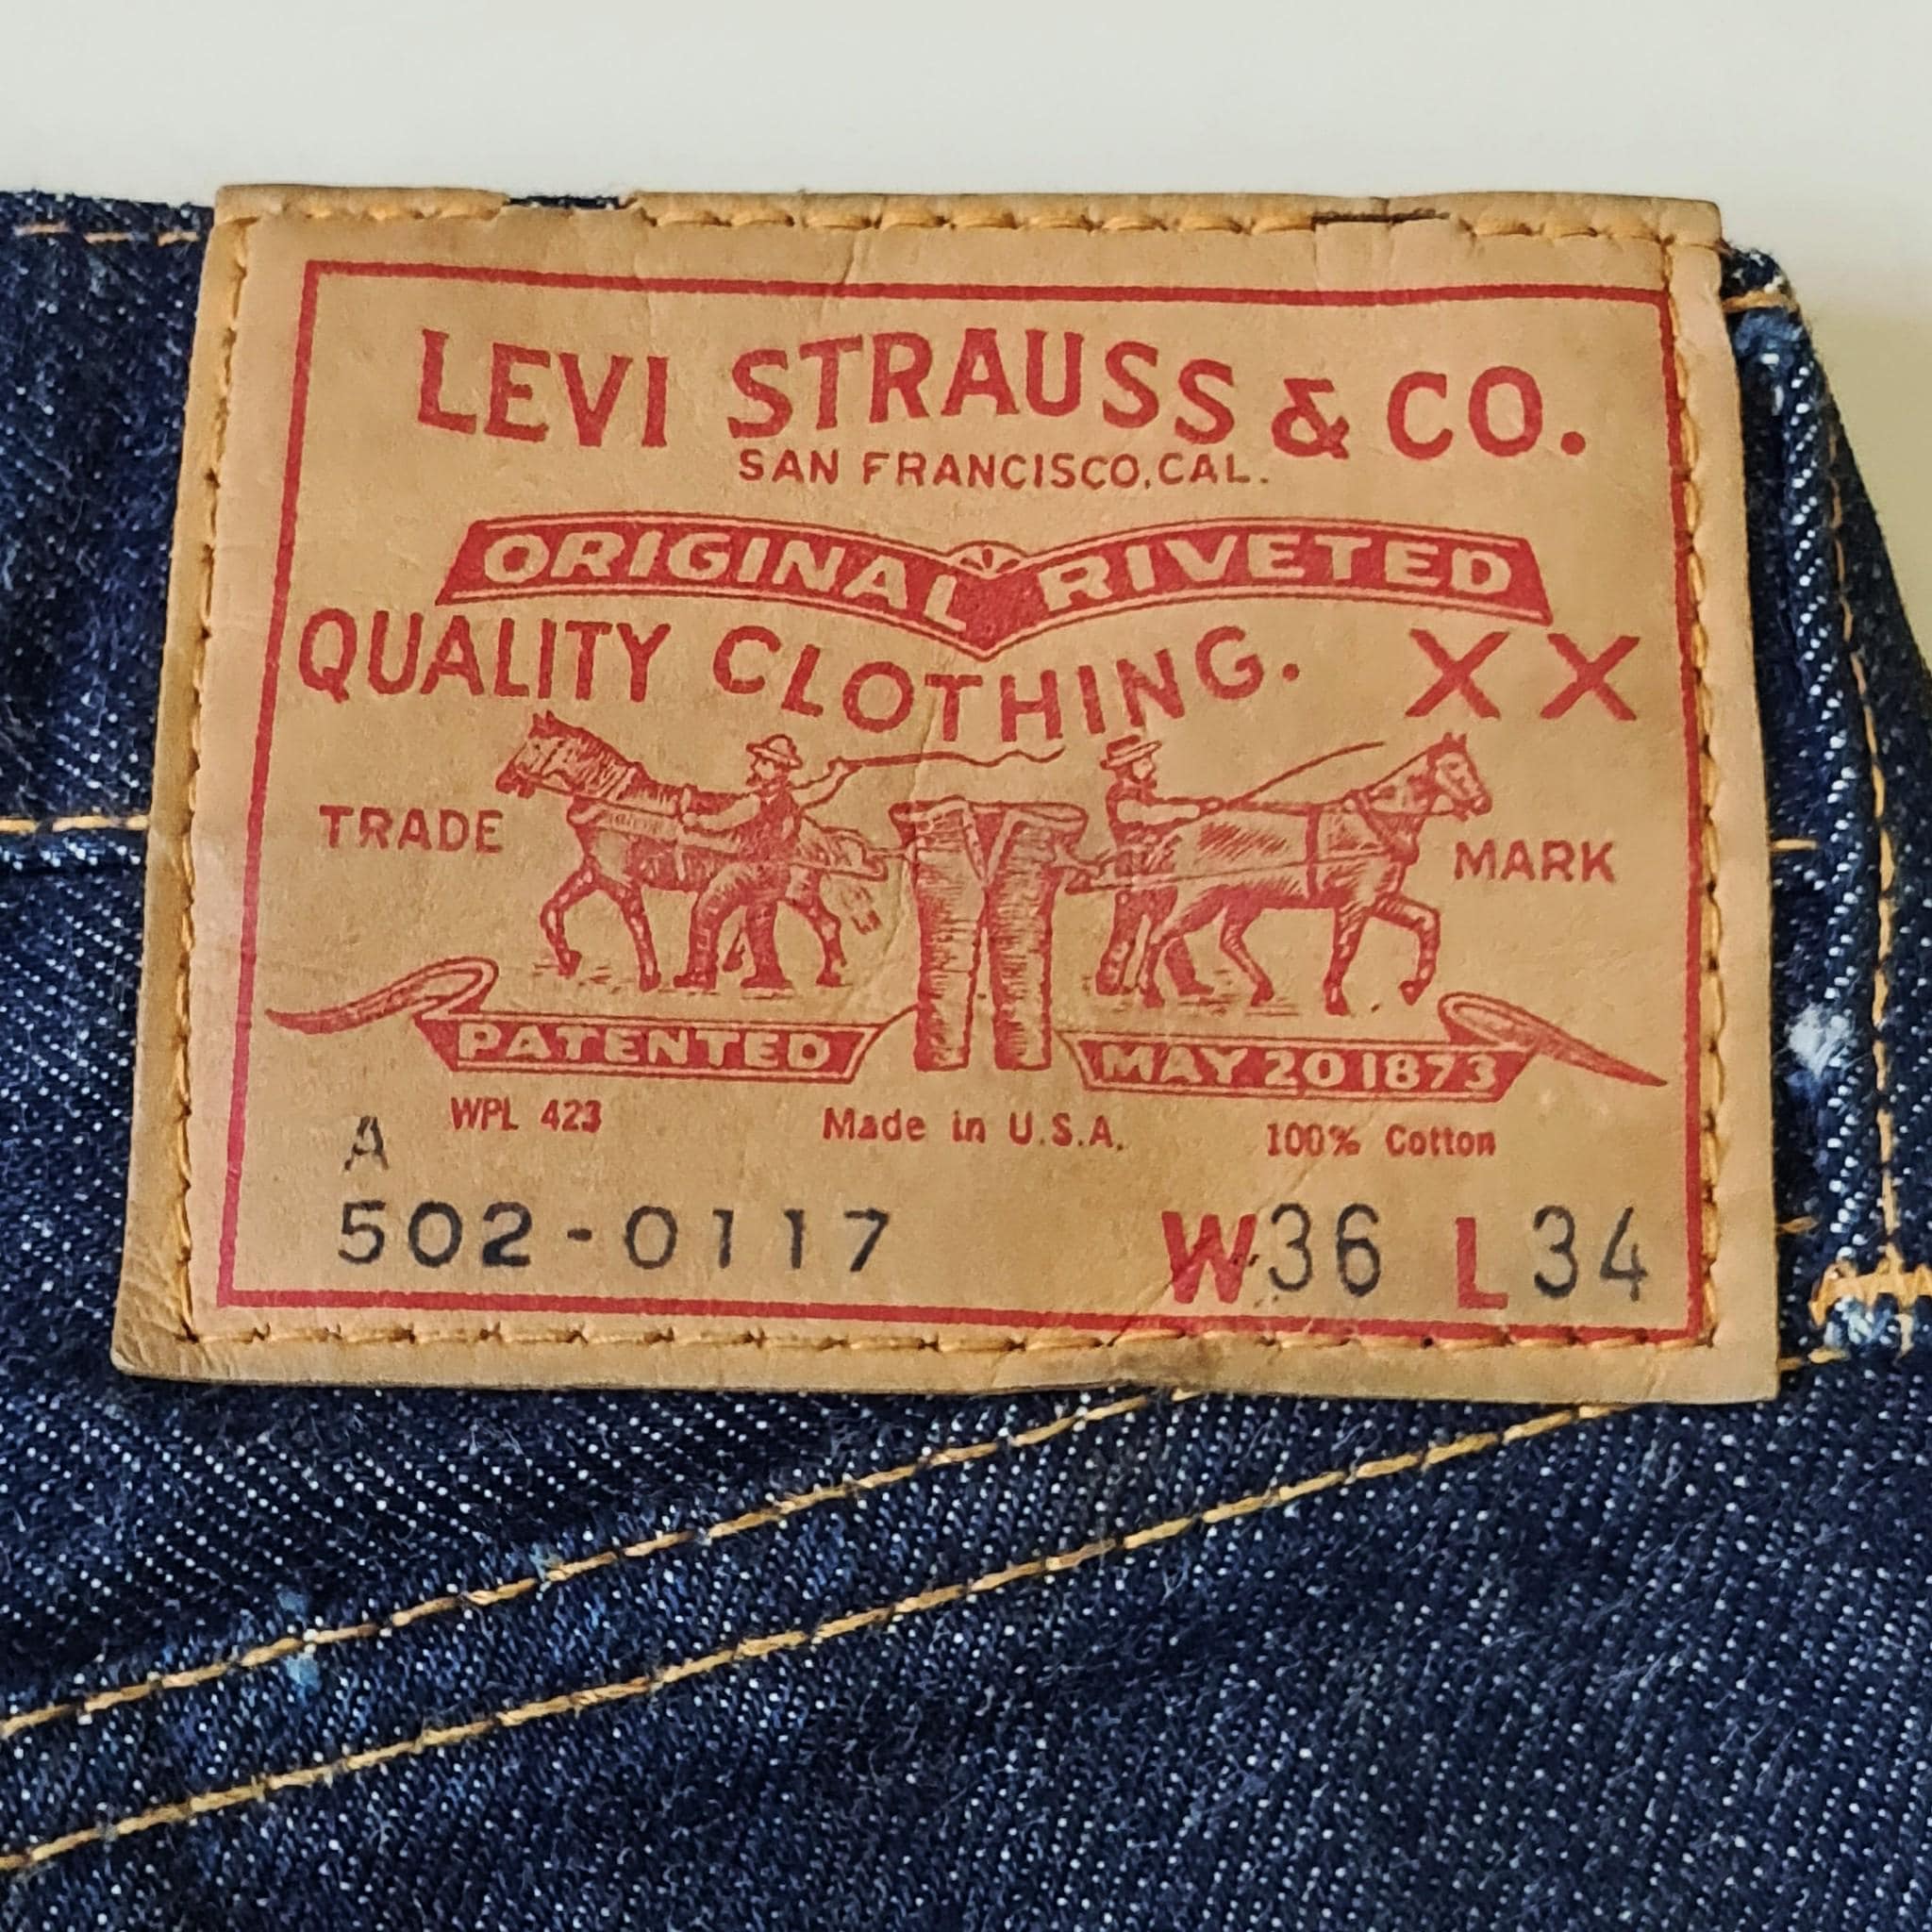 LEVI STRAUSS & CO.
SAN FRANCISCO, CAL.
ORIGINAL RIVETED
QUALITY CLOTHING. XX
TRADE MARK
PATENTED MAY 20 1873
WPL 423 Made in U.S.A. 100% Cotton
A
502-0117 W36 L34